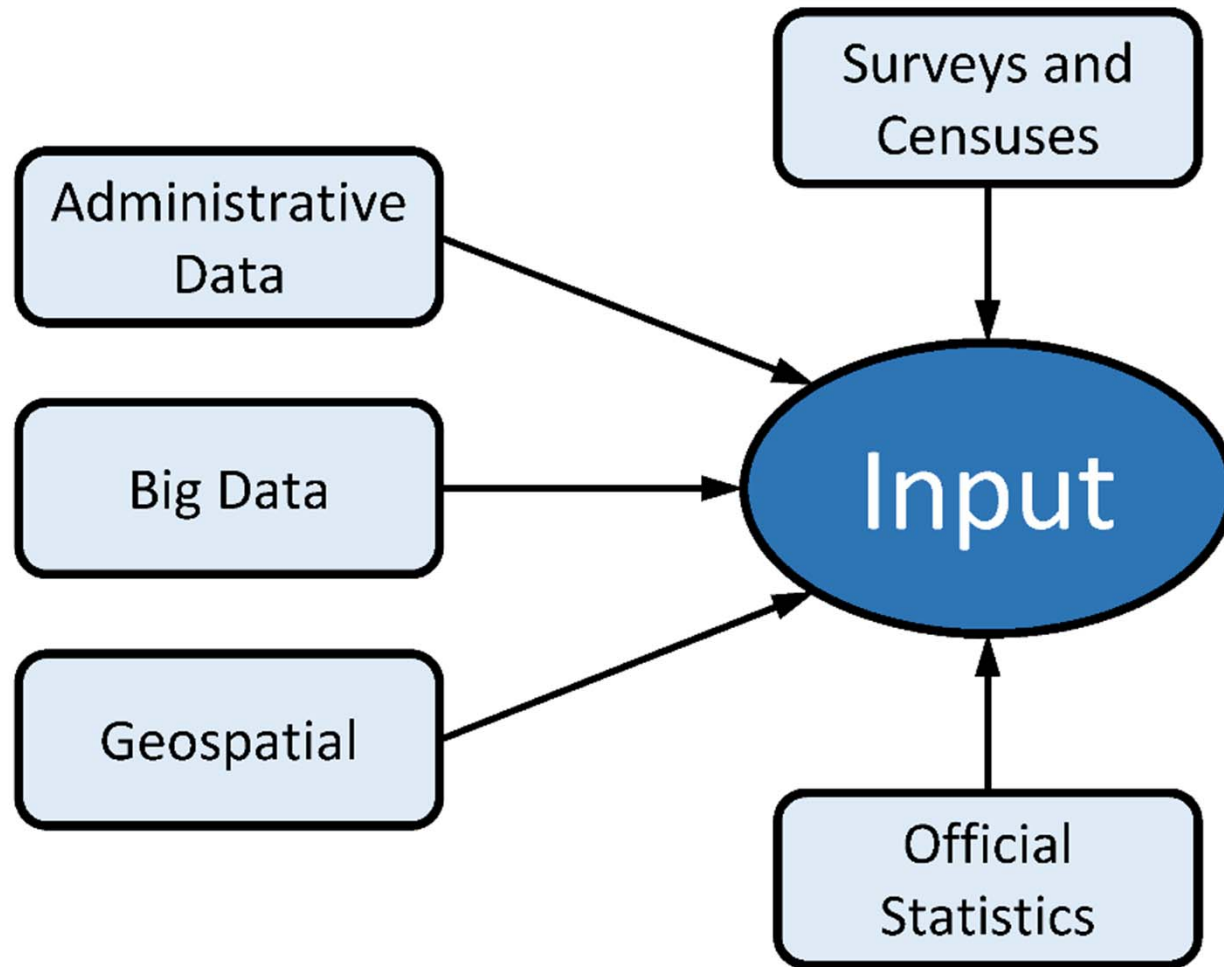 Surveys and
Censuses
Administrative
Data
Big Data
Input
Geospatial
Official
Statistics